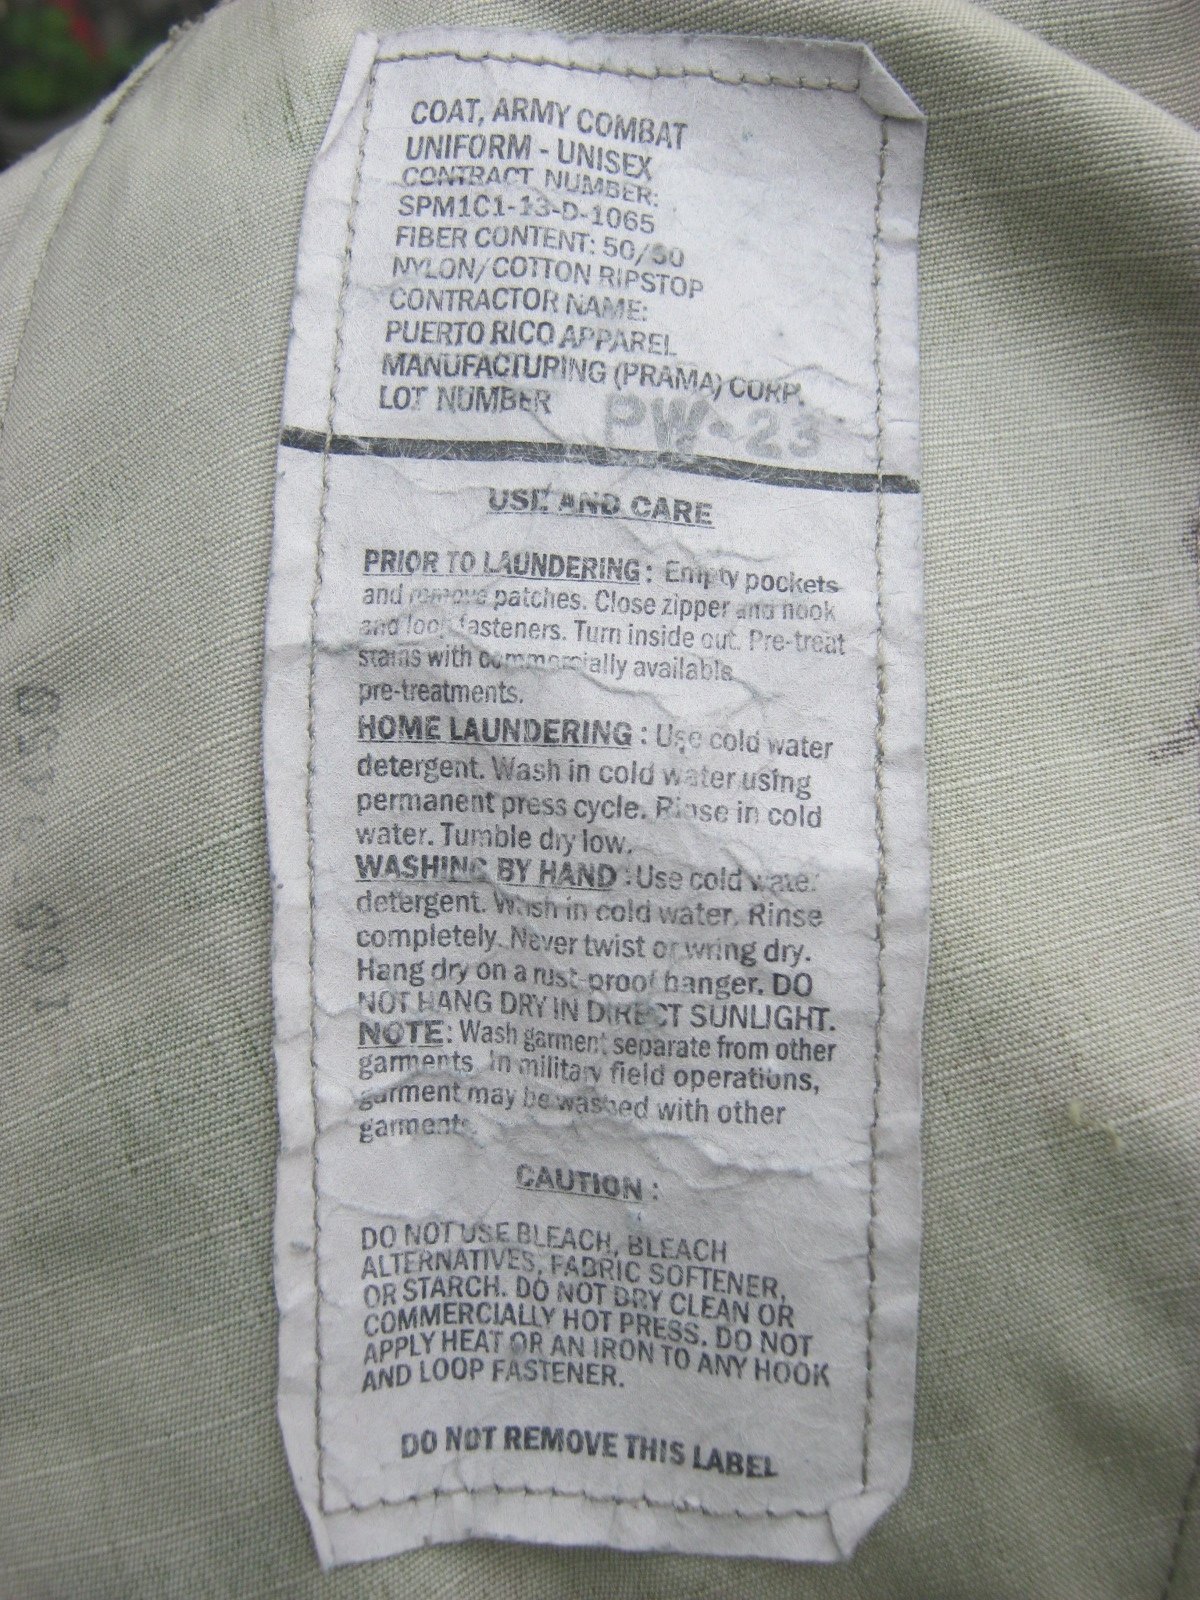 COAT, ARMY COMBAT
UNIFORM - UNISEX
CONTRACT NUMBER:
SPM1C1-13-D-1065
FIBER CONTENT: 50/50
NYLON/COTTON RIPSTOP
CONTRACTOR NAME:
PUERTO RICO APPAREL
MANUFACTURING (PRAMA) CORP.
LOT NUMBER PW-23
USE AND CARE
PRIOR TO LAUNDERING: Empty pockets
and remove patches. Close zipper and hook
and loop fasteners. Turn inside out. Pre-treat
stains with commercially available
pre-treatments.
HOME LAUNDERING: Use cold water
detergent. Wash in cold water using
permanent press cycle. Rinse in cold
water. Tumble dry low.
WASHING BY HAND: Use cold water
detergent. Wash in cold water. Rinse
completely. Never twist or wring dry.
Hang dry on a rust-proof hanger. DO
NOT HANG DRY IN DIRECT SUNLIGHT.
NOTE: Wash garment separate from other
garments. In military field operations,
garment may be washed with other
garments.
CAUTION:
DO NOT USE BLEACH, BLEACH
ALTERNATIVES, FABRIC SOFTENER,
OR STARCH. DO NOT DRY CLEAN OR
COMMERCIALLY HOT PRESS. DO NOT
APPLY HEAT OR AN IRON TO ANY HOOK
AND LOOP FASTENER.
DO NOT REMOVE THIS LABEL